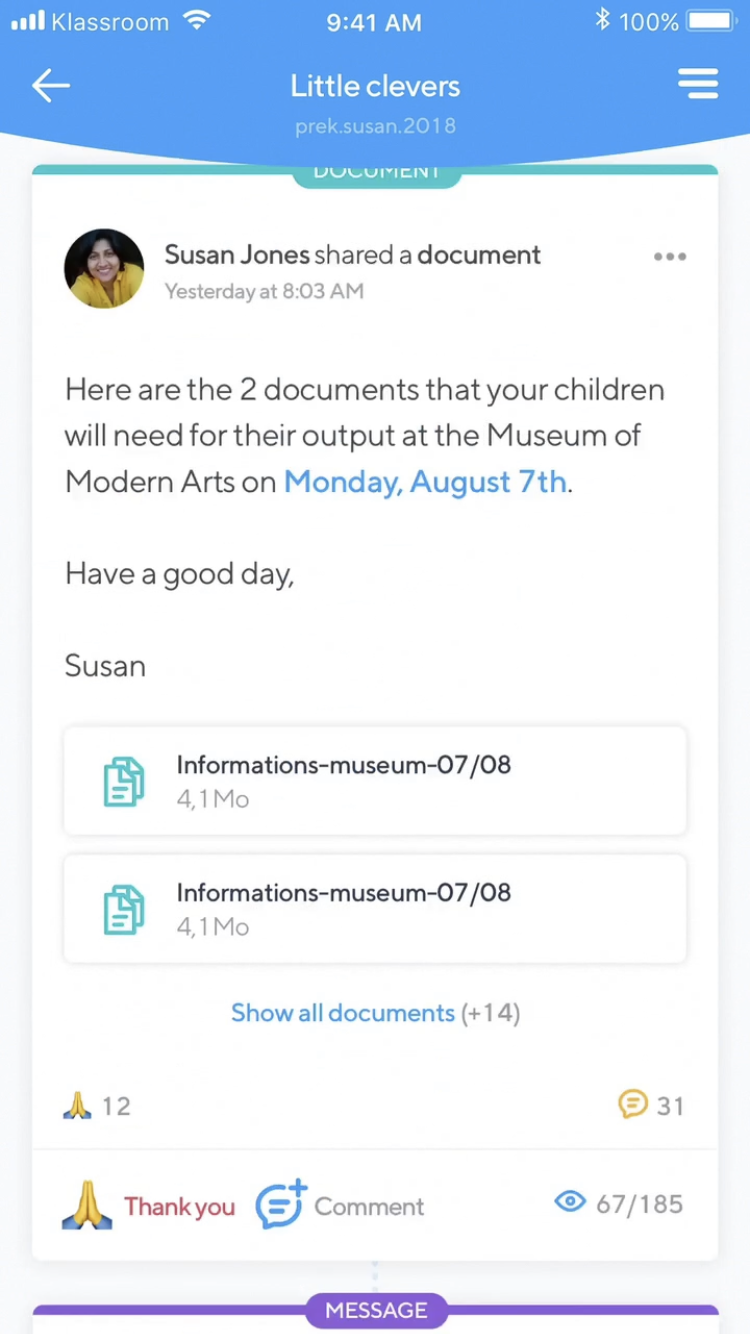 Klassroom 9:41 AM 100%
Little clevers
prek.susan.2018
DOCUMENT
Susan Jones shared a document
Yesterday at 8:03 AM
Here are the 2 documents that your children
will need for their output at the Museum of
Modern Arts on Monday, August 7th.
Have a good day,
Susan
Informations-museum-07/08
4,1 Mo
Informations-museum-07/08
4,1 Mo
Show all documents (+14)
12 31
Thank you Comment 67/185
MESSAGE